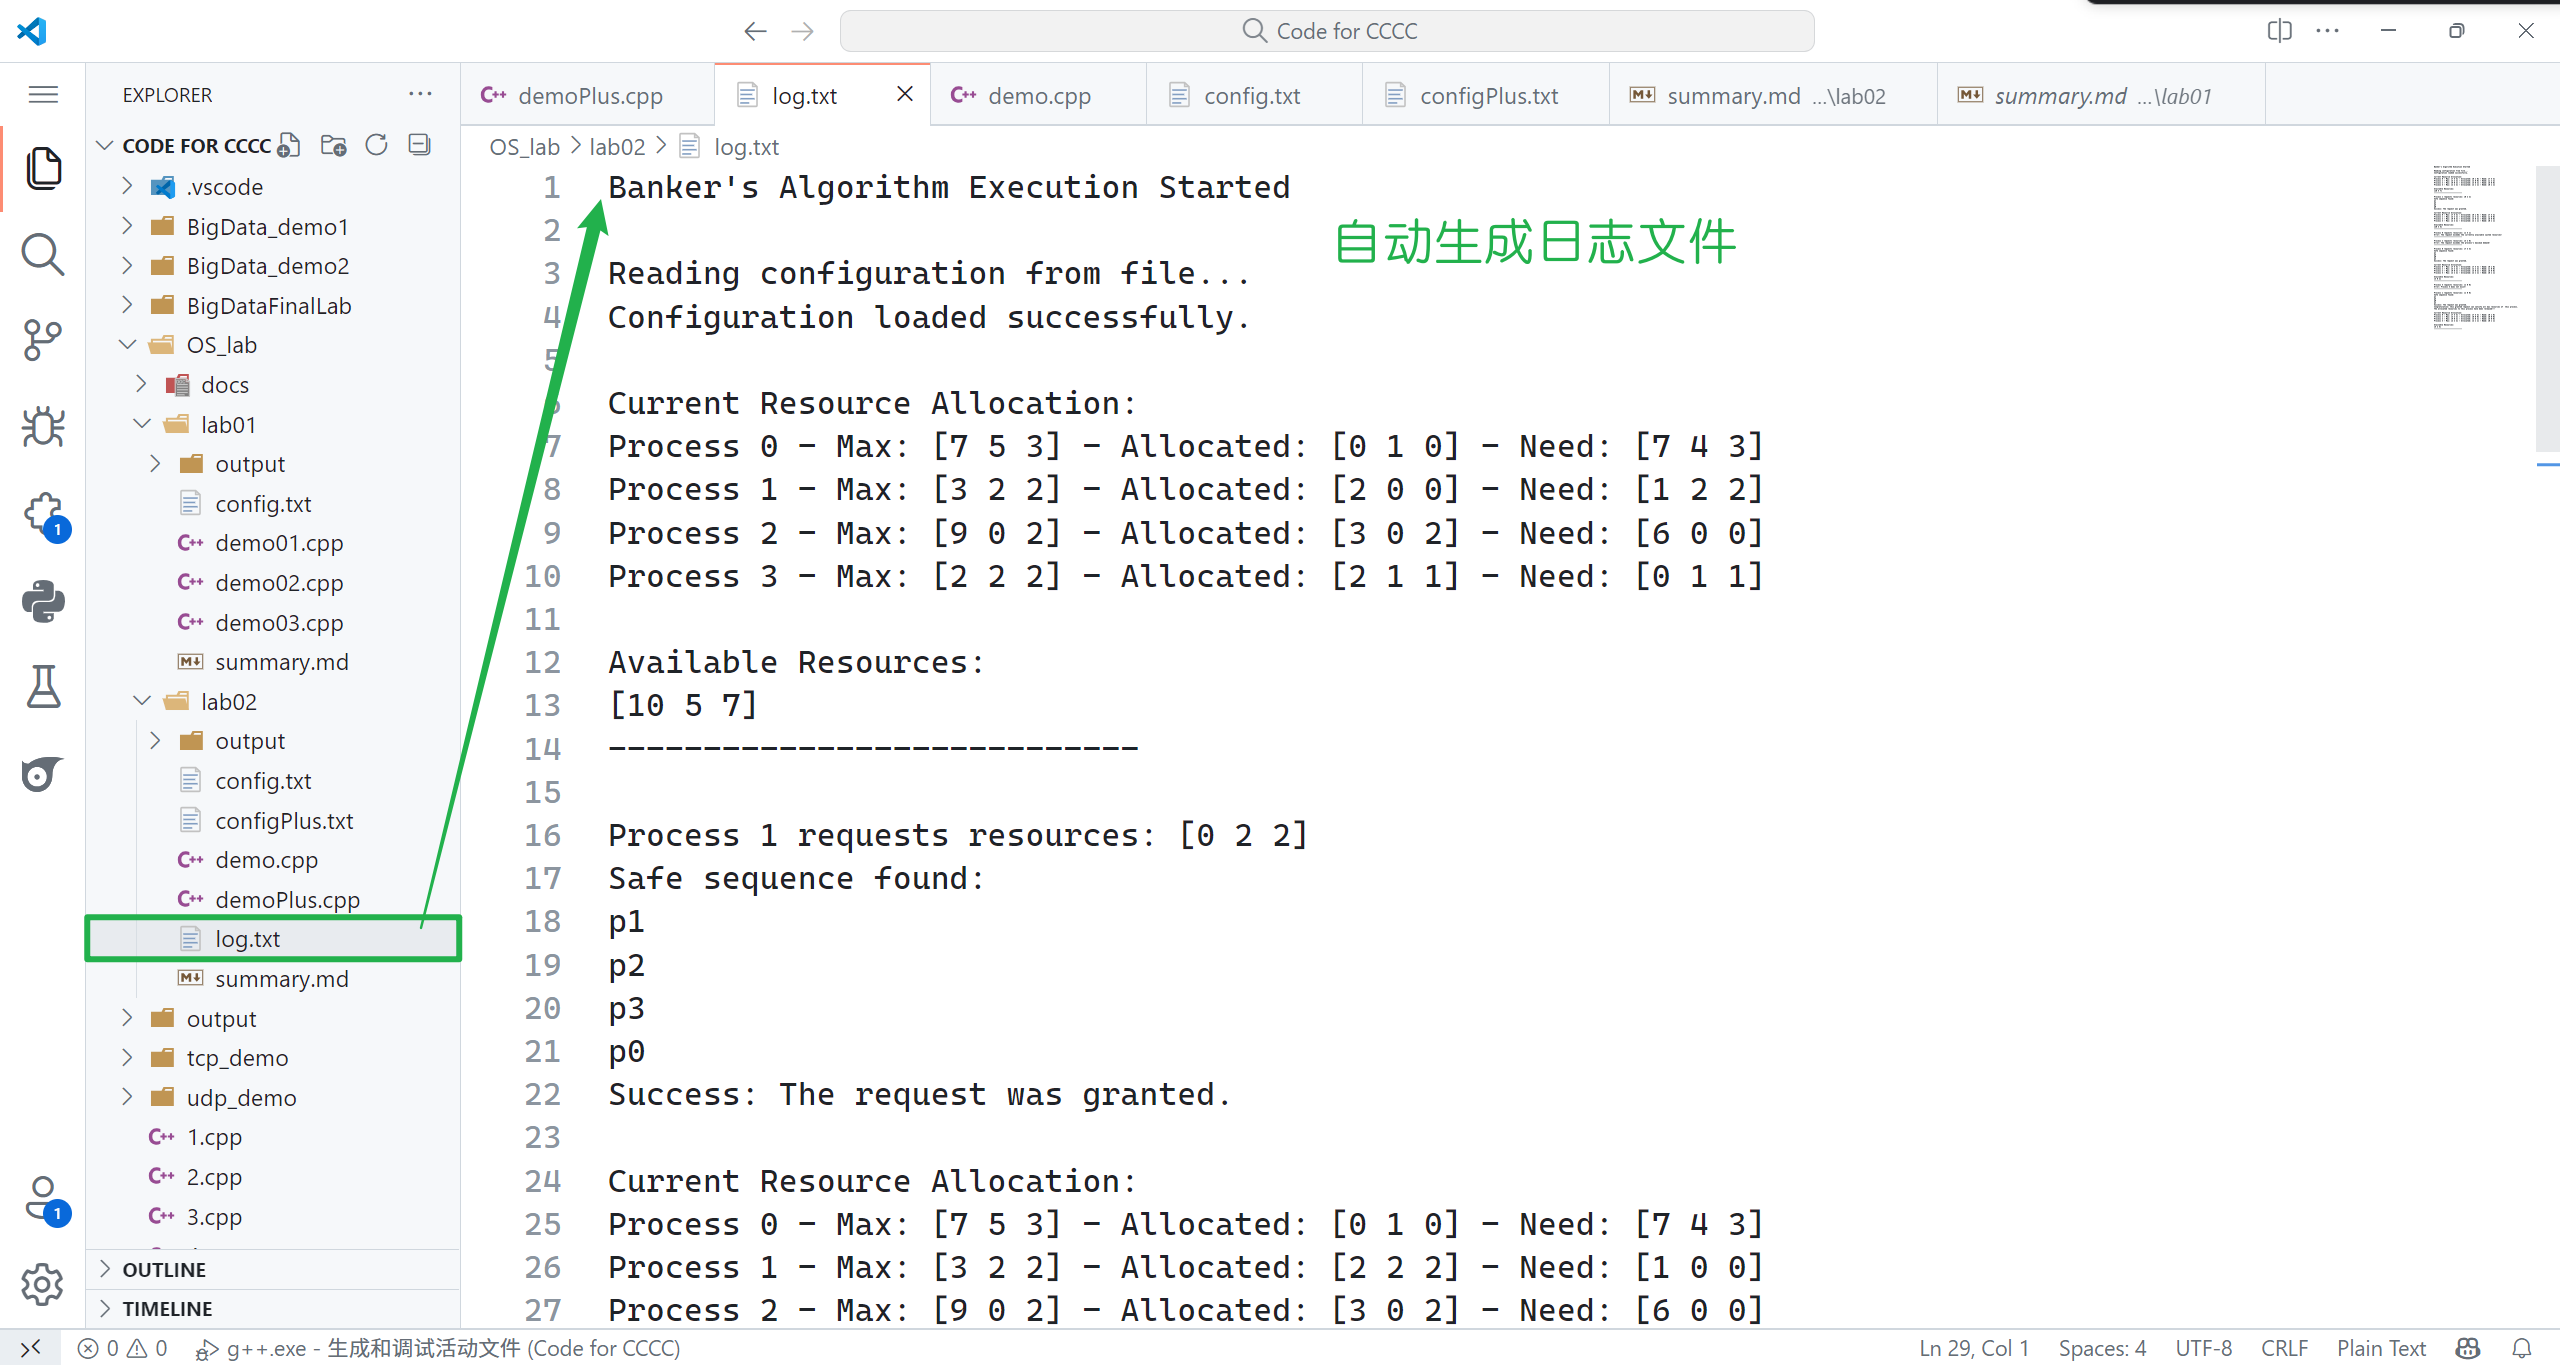 Code for CCCC
EXPLORER
demoPlus.cpp
log.txt
demo.cpp
config.txt
configPlus.txt
summary.md ...\lab02
summary.md ...\lab01
CODE FOR CCCC
.vscode
BigData_demo1
BigData_demo2
BigDataFinalLab
OS_lab
docs
lab01
output
config.txt
demo01.cpp
demo02.cpp
demo03.cpp
summary.md
lab02
output
config.txt
configPlus.txt
demo.cpp
demoPlus.cpp
log.txt
summary.md
output
tcp_demo
udp_demo
1.cpp
2.cpp
3.cpp
OUTLINE
TIMELINE
1
1
OS_lab > lab02 > log.txt
自动生成日志文件
1 Banker's Algorithm Execution Started
2
3 Reading configuration from file...
4 Configuration loaded successfully.
5
6 Current Resource Allocation:
7 Process 0 - Max: [7 5 3] - Allocated: [0 1 0] - Need: [7 4 3]
8 Process 1 - Max: [3 2 2] - Allocated: [2 0 0] - Need: [1 2 2]
9 Process 2 - Max: [9 0 2] - Allocated: [3 0 2] - Need: [6 0 0]
10 Process 3 - Max: [2 2 2] - Allocated: [2 1 1] - Need: [0 1 1]
11
12 Available Resources:
13 [10 5 7]
14 ----------------------------
15
16 Process 1 requests resources: [0 2 2]
17 Safe sequence found:
18 p1
19 p2
20 p3
21 p0
22 Success: The request was granted.
23
24 Current Resource Allocation:
25 Process 0 - Max: [7 5 3] - Allocated: [0 1 0] - Need: [7 4 3]
26 Process 1 - Max: [3 2 2] - Allocated: [2 2 2] - Need: [1 0 0]
27 Process 2 - Max: [9 0 2] - Allocated: [3 0 2] - Need: [6 0 0]
0 0 g++.exe - 生成和调试活动文件 (Code for CCCC)
Ln 29, Col 1 Spaces: 4 UTF-8 CRLF Plain Text